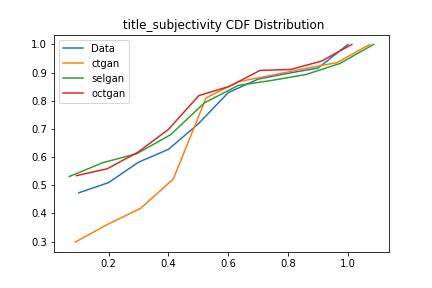 title_subjectivity CDF Distribution
1.0
0.9
0.8
0.7
0.6
0.5
0.4
0.3
Data
ctgan
selgan
octgan
0.2 0.4 0.6 0.8 1.0